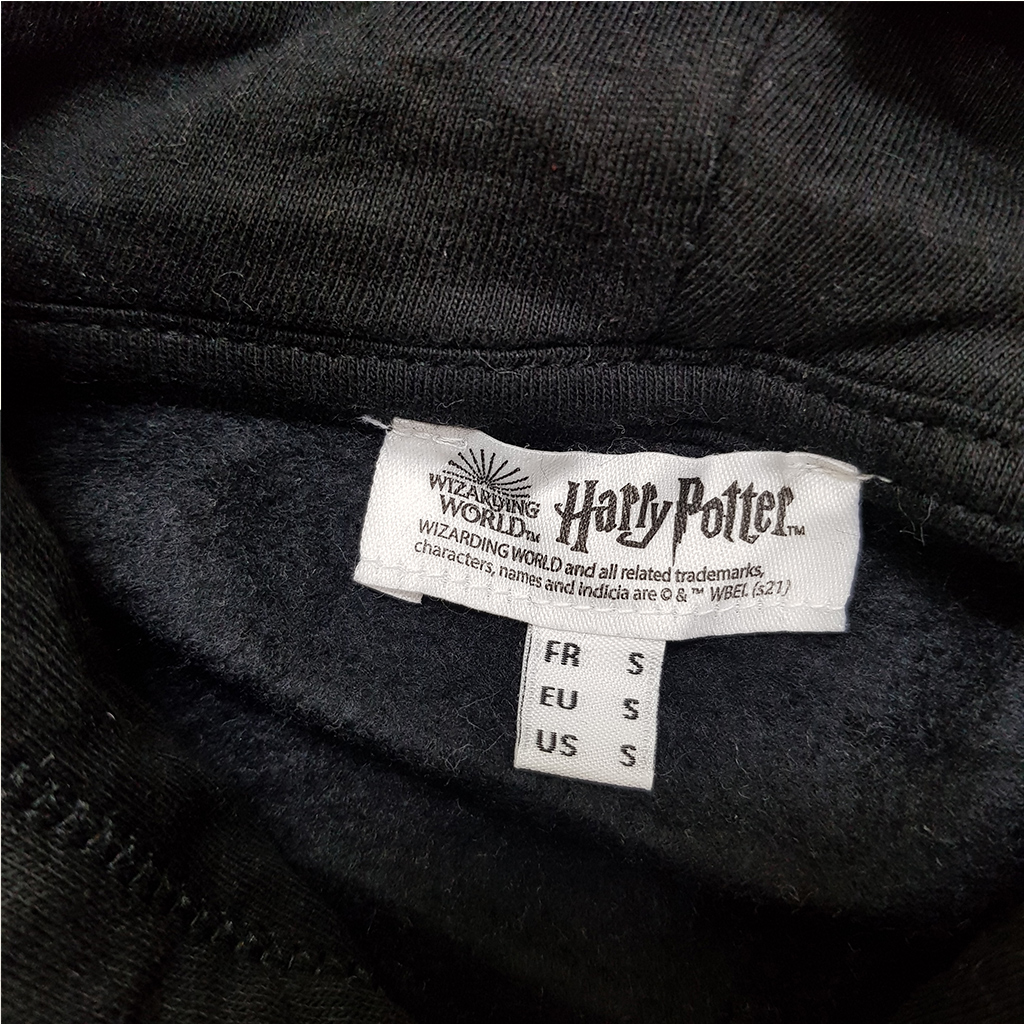 WIZARDING
WORLD™
Harry Potter™
WIZARDING WORLD and all related trademarks,
characters, names and indicia are © & ™ WBEI. (s21)
FR S
EU S
US S